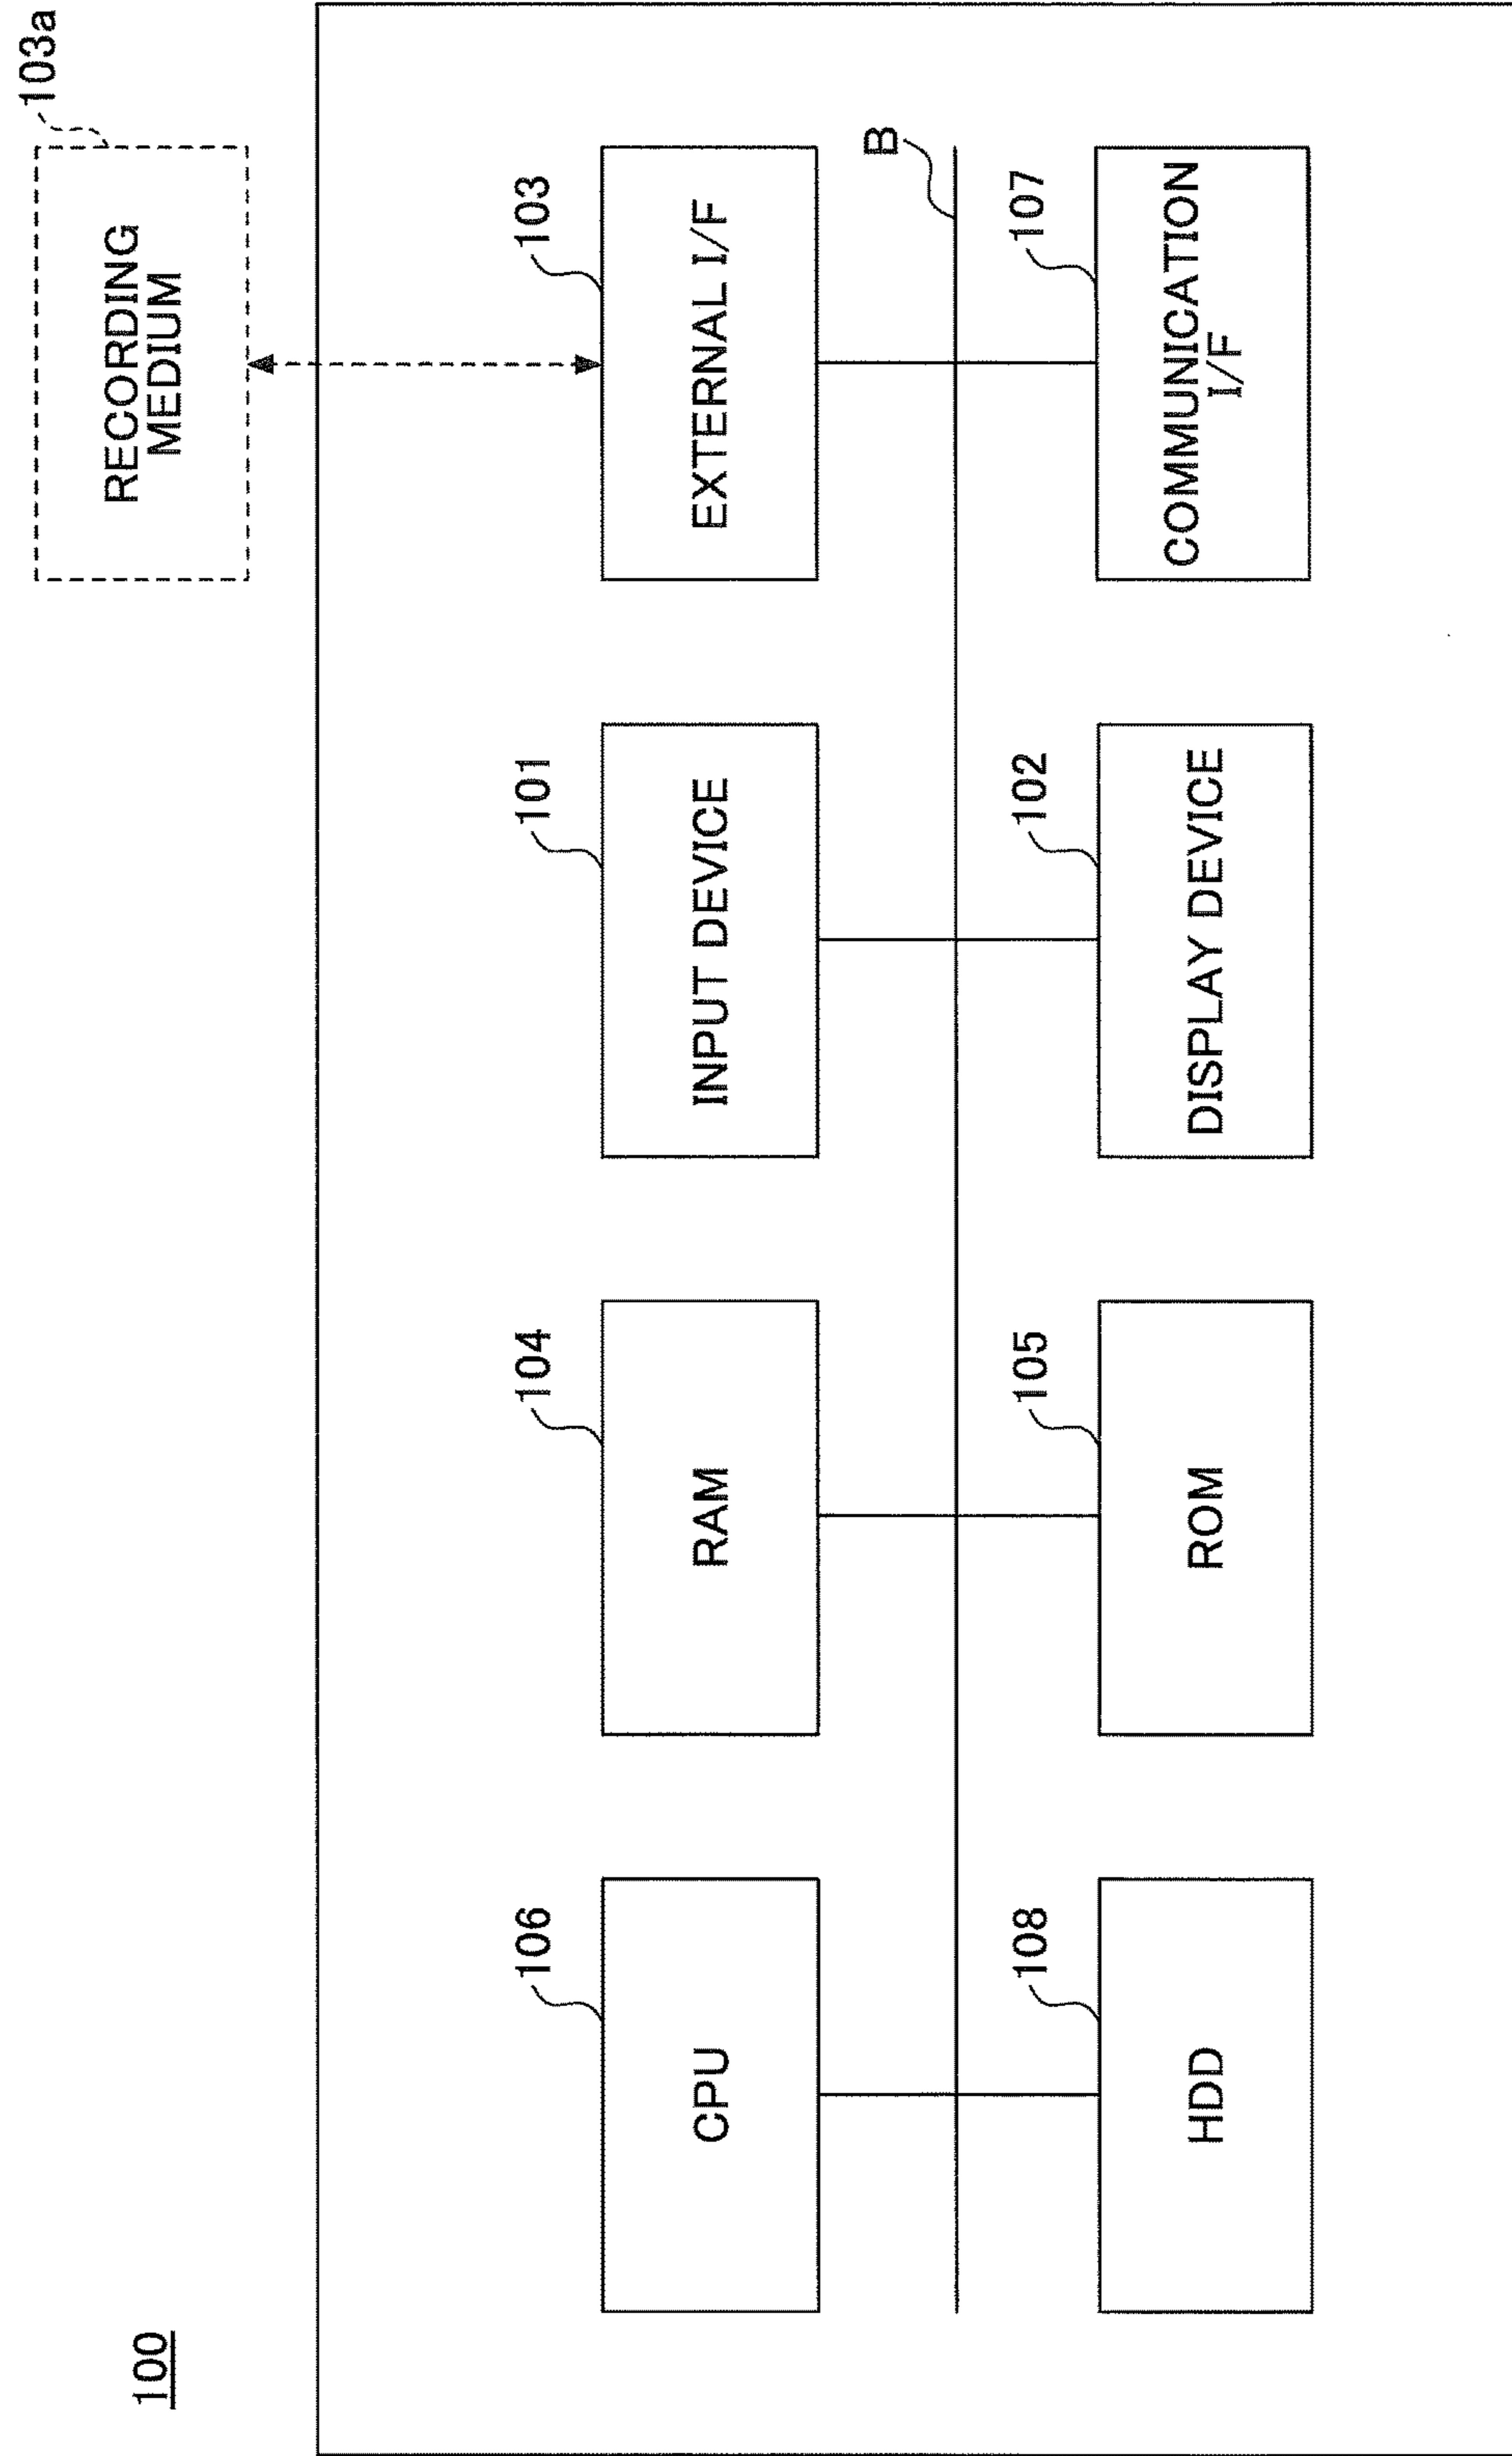 100
103a
RECORDING
MEDIUM
106
CPU
104
RAM
101
INPUT DEVICE
103
EXTERNAL I/F
B
108
HDD
105
ROM
102
DISPLAY DEVICE
107
COMMUNICATION
I/F